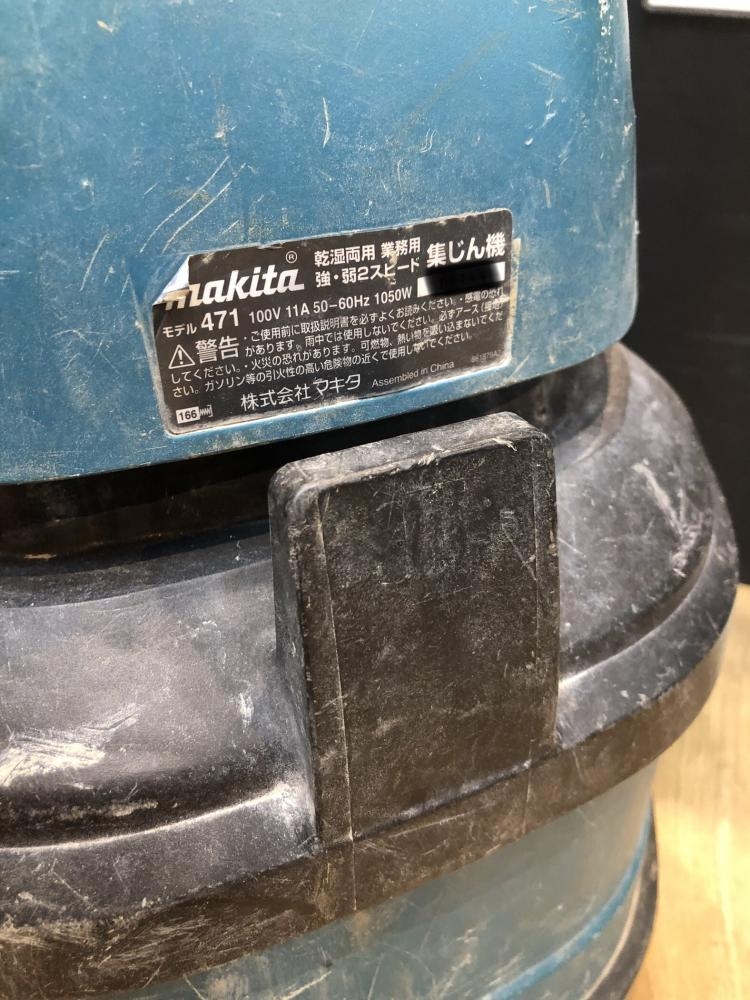 makita®
乾湿両用 業務用
強・弱2スピード 集じん機
モデル 471 100V 11A 50-60Hz 1050W
⚠警告 ・ご使用前に取扱説明書を必ずよくお読みください。・感電の恐れ
があります。雨中では使用しないでください。必ずアース(接地)
してください。・火災の恐れがあります。可燃物、熱い物を吸い込まないでくだ
さい。ガソリン等の引火性の高い危険物の近くで使用しないでください。
株式会社マキタ Assembled in China
166